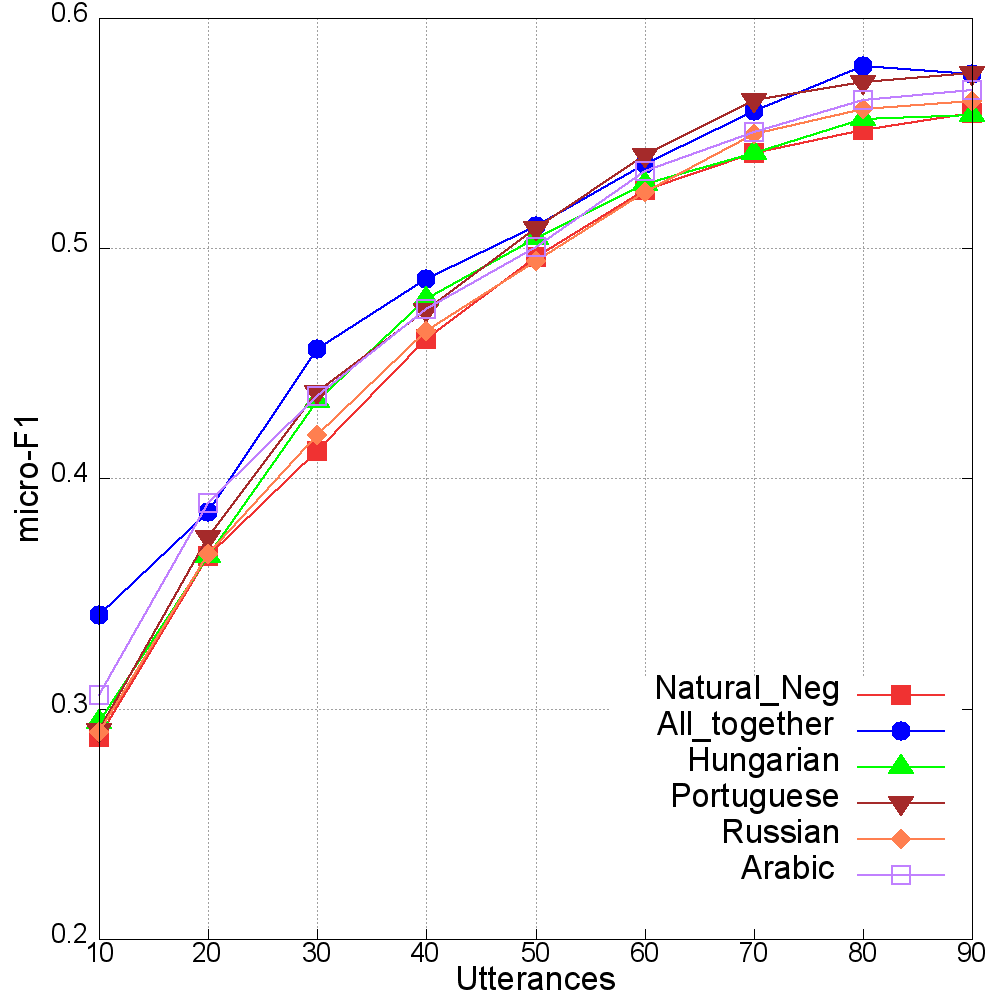 0.6
0.5
0.4
0.3
0.2
micro-F1
Natural_Neg
All_together
Hungarian
Portuguese
Russian
Arabic
10 20 30 40 50 60 70 80 90
Utterances